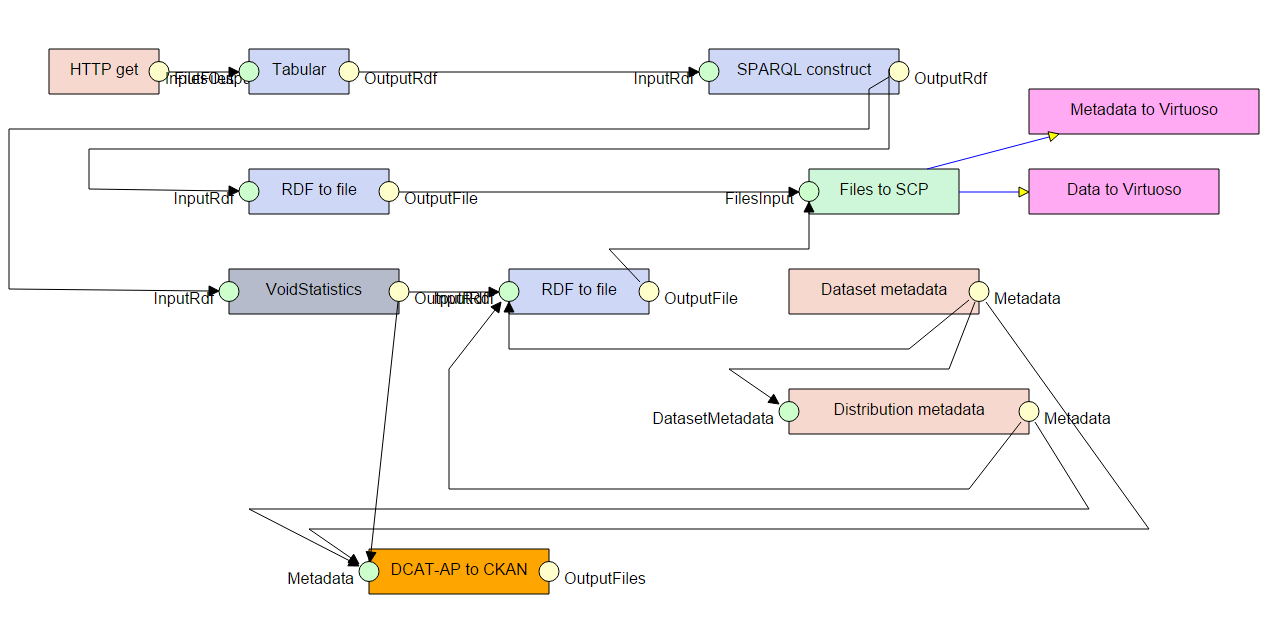 HTTP get
Tabular
OutputRdf
InputRdf
SPARQL construct
OutputRdf
Metadata to Virtuoso
InputRdf
RDF to file
OutputFile
FilesInput
Files to SCP
Data to Virtuoso
InputRdf
VoidStatistics
RDF to file
OutputFile
Dataset metadata
Metadata
DatasetMetadata
Distribution metadata
Metadata
Metadata
DCAT-AP to CKAN
OutputFiles